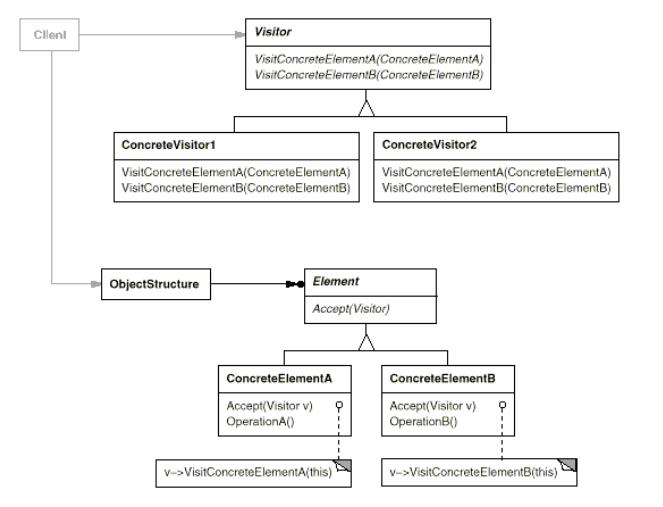 Client
Visitor
VisitConcreteElementA(ConcreteElementA)
VisitConcreteElementB(ConcreteElementB)
ConcreteVisitor1
VisitConcreteElementA(ConcreteElementA)
VisitConcreteElementB(ConcreteElementB)
ConcreteVisitor2
VisitConcreteElementA(ConcreteElementA)
VisitConcreteElementB(ConcreteElementB)
ObjectStructure
Element
Accept(Visitor)
ConcreteElementA
Accept(Visitor v)
OperationA()
ConcreteElementB
Accept(Visitor v)
OperationB()
v–>VisitConcreteElementA(this)
v–>VisitConcreteElementB(this)